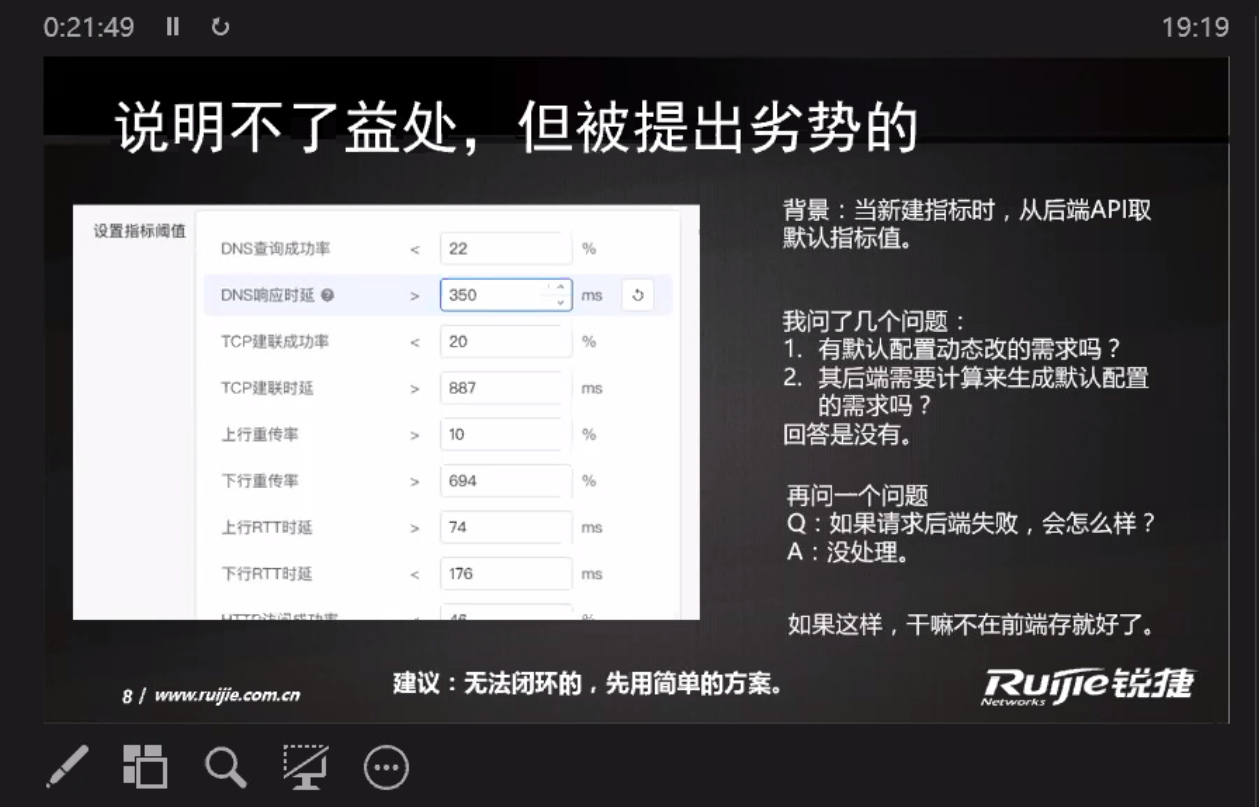 0:21:49
19:19
说明不了益处，但被提出劣势的
设置指标阈值
DNS查询成功率 < 22 %
DNS响应时延 > 350 ms
TCP建联成功率 < 20 %
TCP建联时延 > 887 ms
上行重传率 > 10 %
下行重传率 > 694 %
上行RTT时延 > 74 ms
下行RTT时延 < 176 ms
背景：当新建指标时，从后端API取
默认指标值。
我问了几个问题：
1. 有默认配置动态改的需求吗？
2. 其后端需要计算来生成默认配置
的需求吗？
回答是没有。
再问一个问题
Q：如果请求后端失败，会怎么样？
A：没处理。
如果这样，干嘛不在前端存就好了。
建议：无法闭环的，先用简单的方案。
8 / www.ruijie.com.cn
Ruijie锐捷
Networks